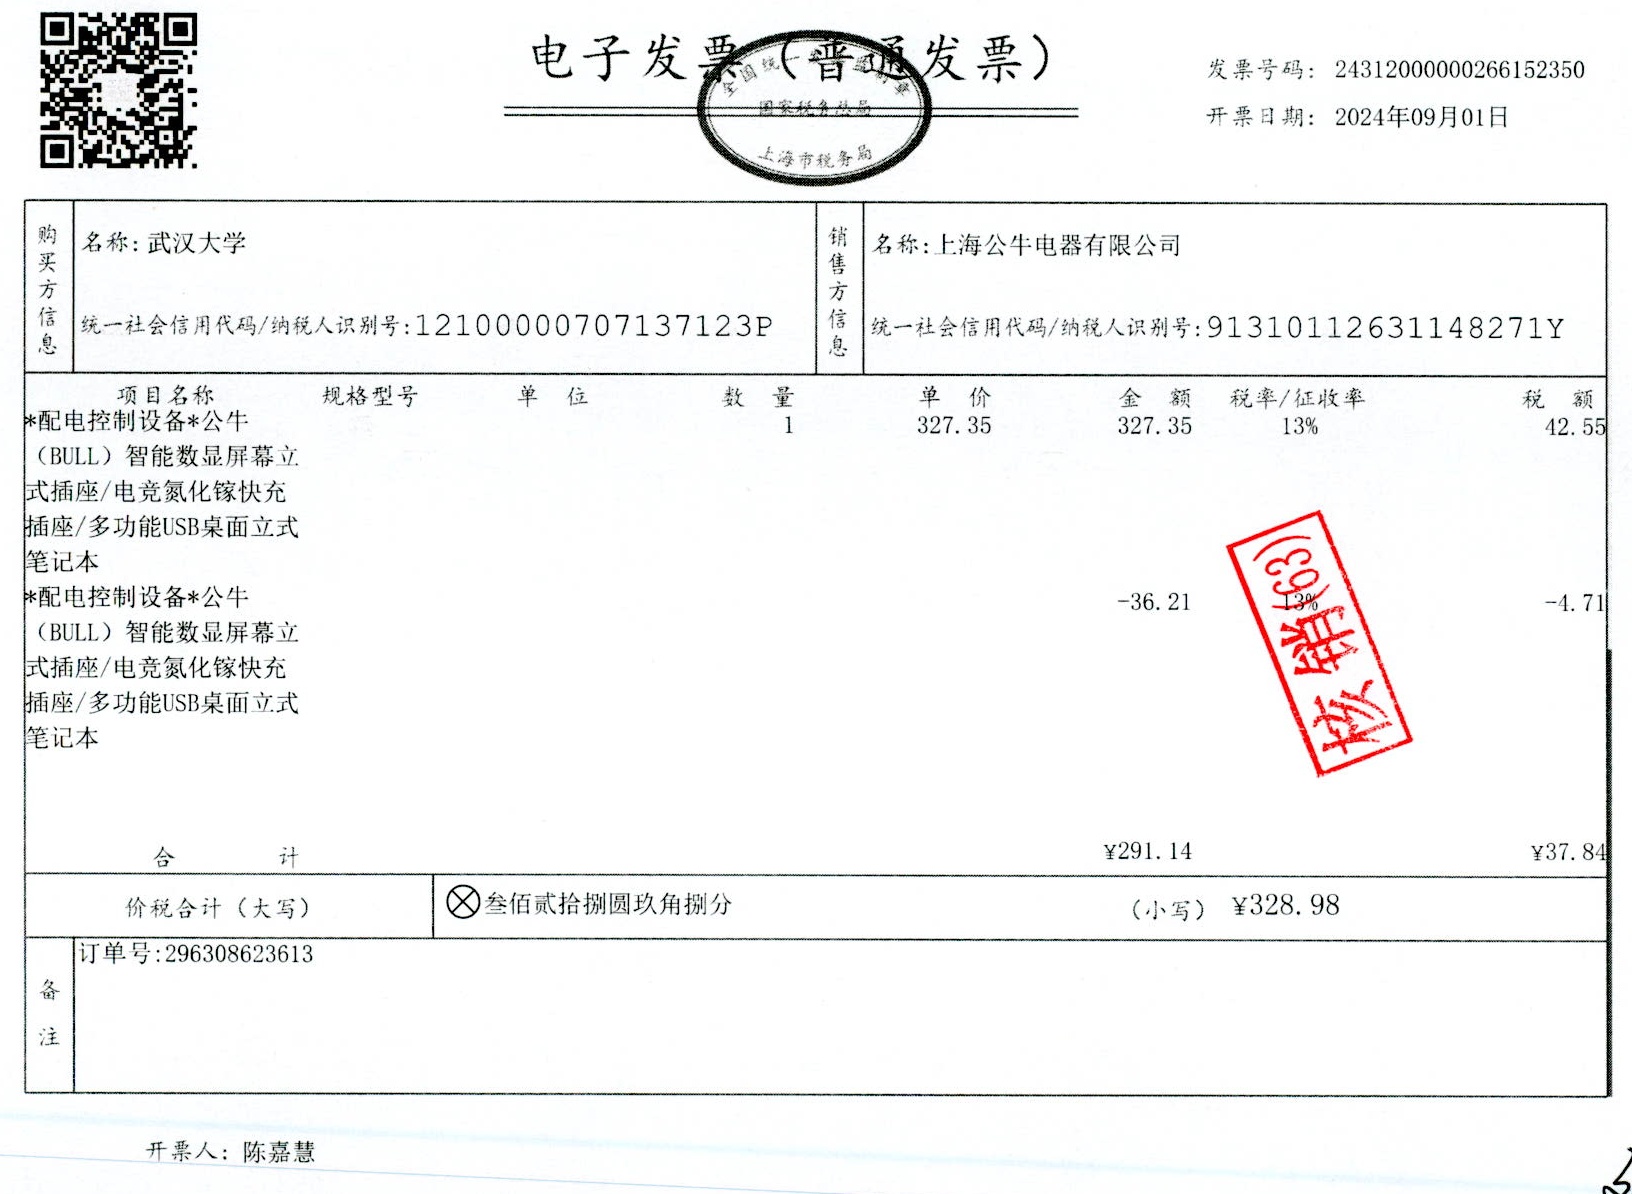 电子发票（普通发票）
国家税务总局
上海市税务局
发票号码：24312000000266152350
开票日期：2024年09月01日
购买方信息
名称：武汉大学
统一社会信用代码/纳税人识别号：12100000707137123P
销售方信息
名称：上海公牛电器有限公司
统一社会信用代码/纳税人识别号：91310112631148271Y
项目名称 规格型号 单位 数量 单价 金额 税率/征收率 税额
*配电控制设备*公牛 1 327.35 327.35 13% 42.55
（BULL）智能数显屏幕立
式插座/电竞氮化镓快充
插座/多功能USB桌面立式
笔记本
*配电控制设备*公牛 -36.21 13% -4.71
（BULL）智能数显屏幕立
式插座/电竞氮化镓快充
插座/多功能USB桌面立式
笔记本
核销(63)
合计 ¥291.14 ¥37.84
价税合计（大写） 叁佰贰拾捌圆玖角捌分 （小写） ¥328.98
备注
订单号:296308623613
开票人：陈嘉慧